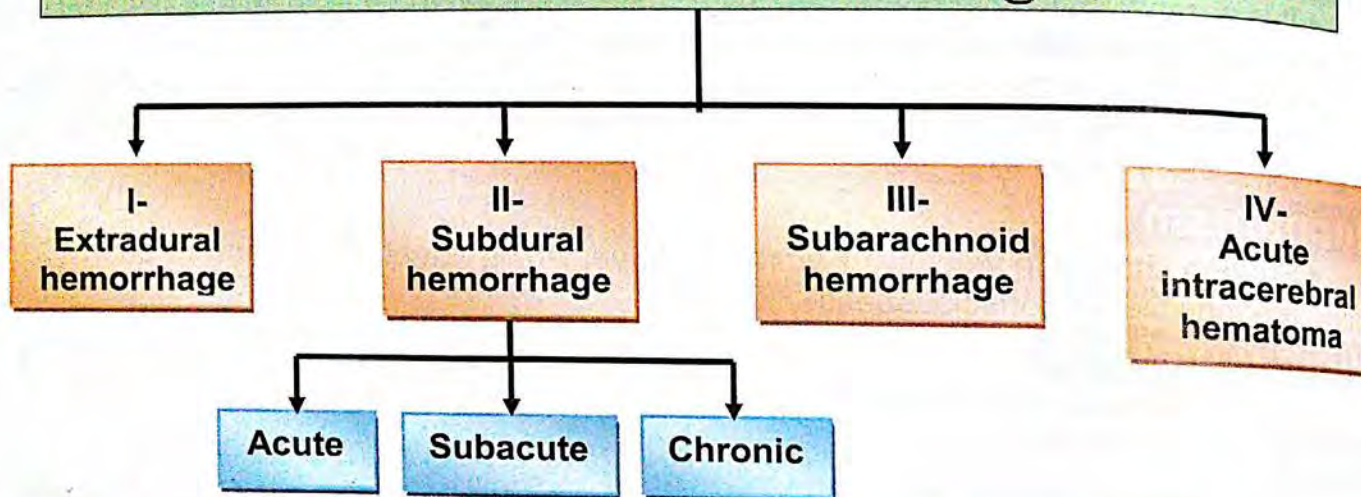 I-
Extradural
hemorrhage
II-
Subdural
hemorrhage
III-
Subarachnoid
hemorrhage
IV-
Acute
intracerebral
hematoma
Acute
Subacute
Chronic